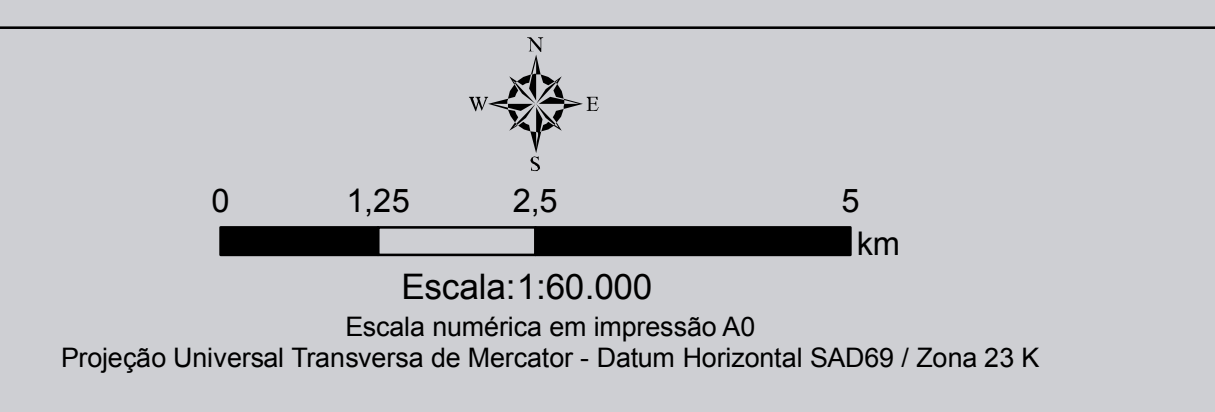 N
W E
S
0 1,25 2,5 5
km
Escala:1:60.000
Escala numérica em impressão A0
Projeção Universal Transversa de Mercator - Datum Horizontal SAD69 / Zona 23 K